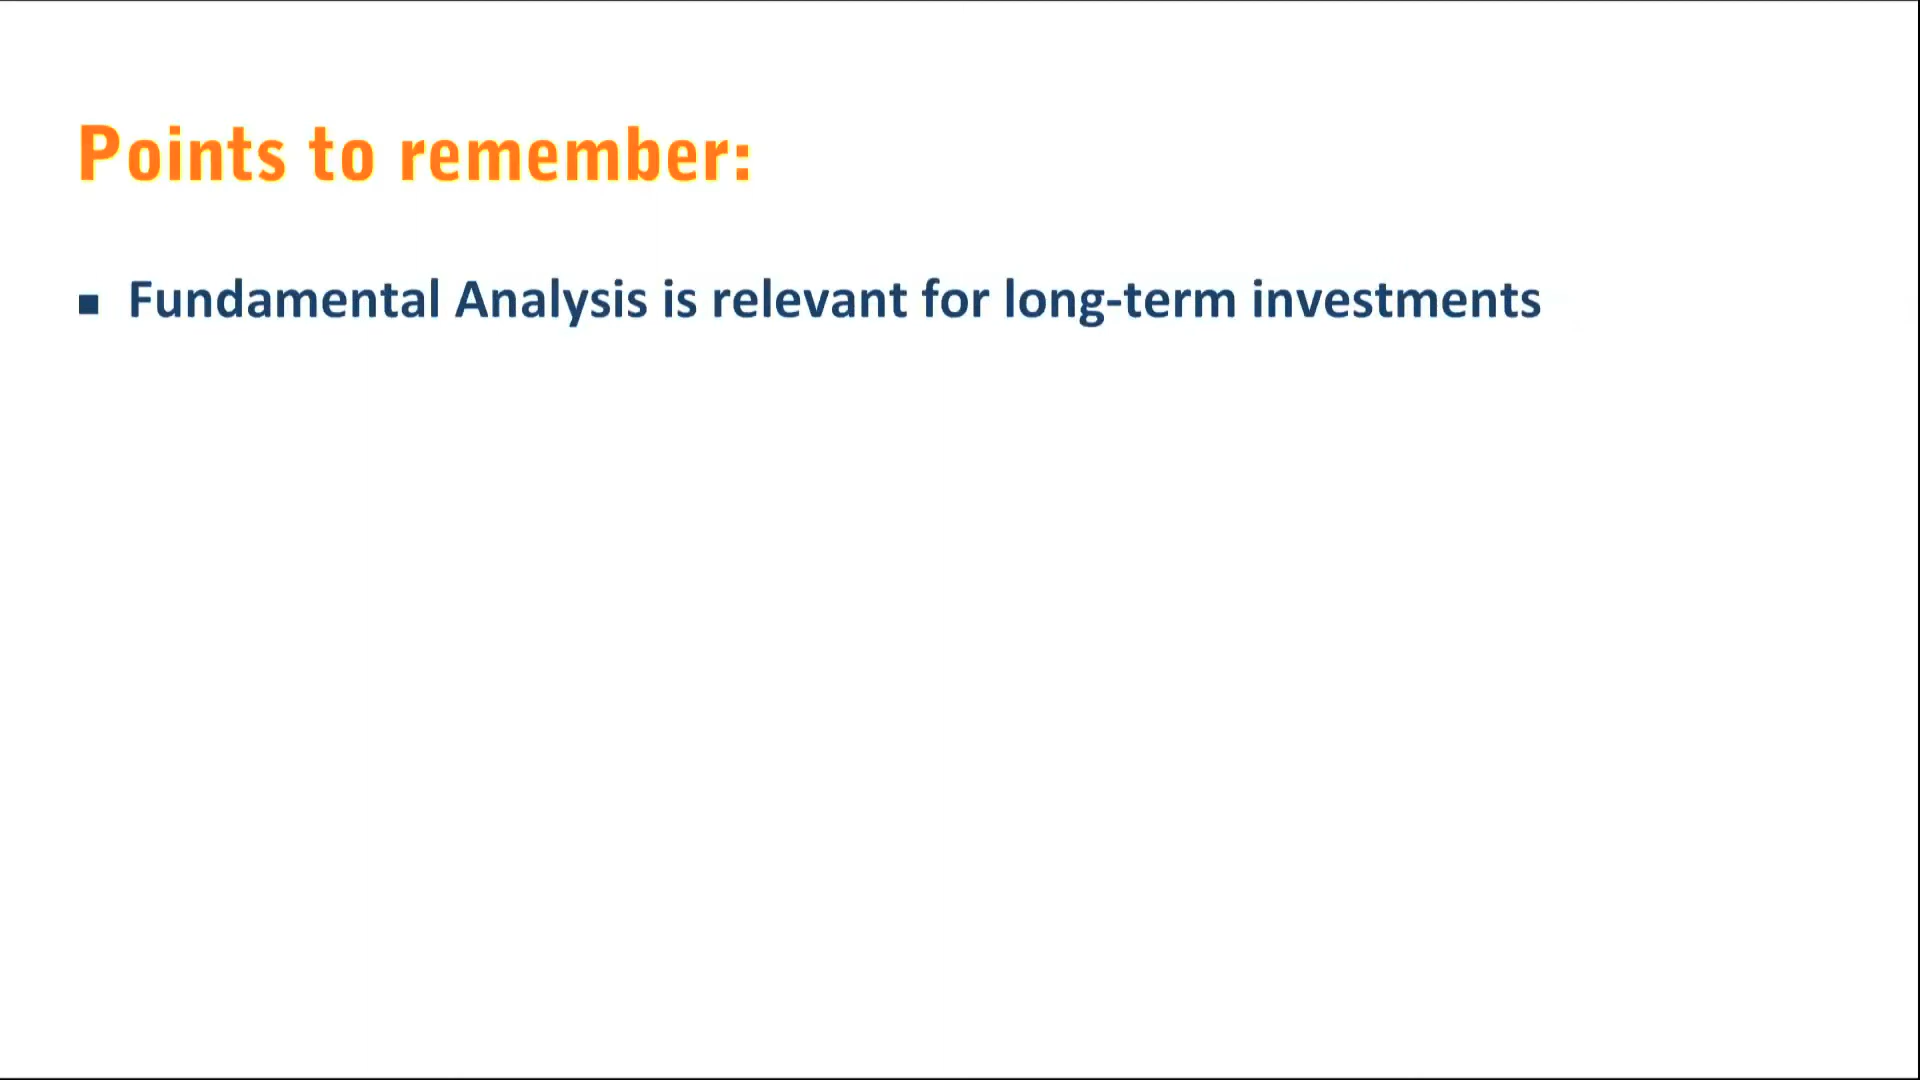 Points to remember:
▪ Fundamental Analysis is relevant for long-term investments